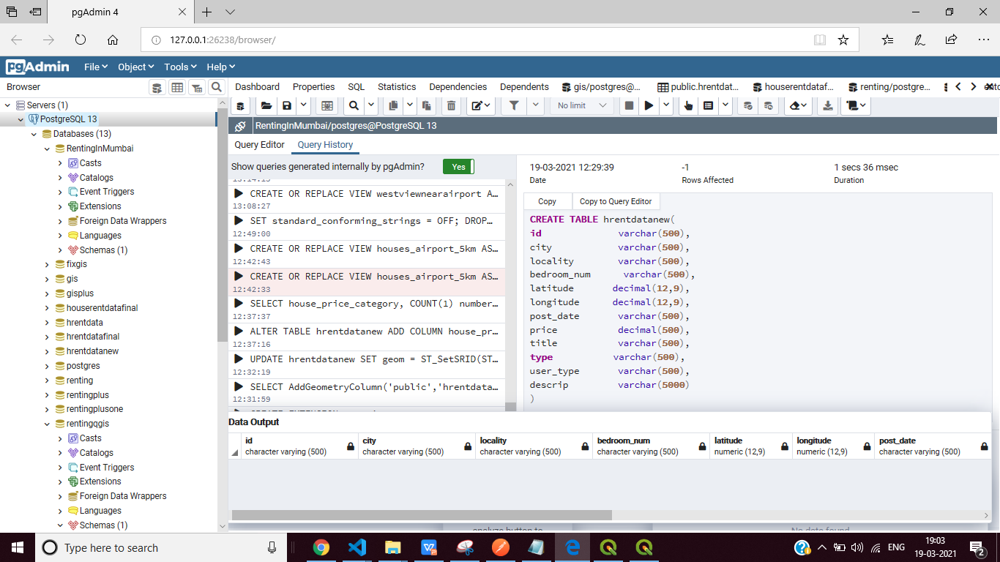 pgAdmin 4
127.0.0.1:26238/browser/
pgAdmin File Object Tools Help
Browser
Dashboard Properties SQL Statistics Dependencies Dependents gis/postgres@... public.hrentdat... houserentdataf... renting/postgre...
No limit
RentingInMumbai/postgres@PostgreSQL 13
Query Editor Query History
Show queries generated internally by pgAdmin? Yes
Servers (1)
PostgreSQL 13
Databases (13)
RentingInMumbai
Casts
Catalogs
Event Triggers
Extensions
Foreign Data Wrappers
Languages
Schemas (1)
fixgis
gis
gisplus
houserentdatafinal
hrentdata
hrentdatafinal
hrentdatanew
postgres
renting
rentingplus
rentingplusone
rentingqgis
Casts
Catalogs
Event Triggers
Extensions
Foreign Data Wrappers
Languages
Schemas (1)
CREATE OR REPLACE VIEW westviewnearairport A...
13:08:27
SET standard_conforming_strings = OFF; DROP...
12:49:00
CREATE OR REPLACE VIEW houses_airport_5km AS...
12:42:43
CREATE OR REPLACE VIEW houses_airport_5km AS...
12:42:33
SELECT house_price_category, COUNT(1) number...
12:37:37
ALTER TABLE hrentdatanew ADD COLUMN house_pr...
12:37:16
UPDATE hrentdatanew SET geom = ST_SetSRID(ST...
12:32:19
SELECT AddGeometryColumn('public','hrentdata...
12:31:59
19-03-2021 12:29:39 -1 1 secs 36 msec
Date Rows Affected Duration
Copy Copy to Query Editor
CREATE TABLE hrentdatanew(
id varchar(500),
city varchar(500),
locality varchar(500),
bedroom_num varchar(500),
latitude decimal(12,9),
longitude decimal(12,9),
post_date varchar(500),
price decimal(500),
title varchar(500),
type varchar(500),
user_type varchar(500),
descrip varchar(5000)
)
Data Output
id city locality bedroom_num latitude longitude post_date
character varying (500) character varying (500) character varying (500) character varying (500) numeric (12,9) numeric (12,9) character varying (500)
Type here to search
ENG
19:03
19-03-2021
2